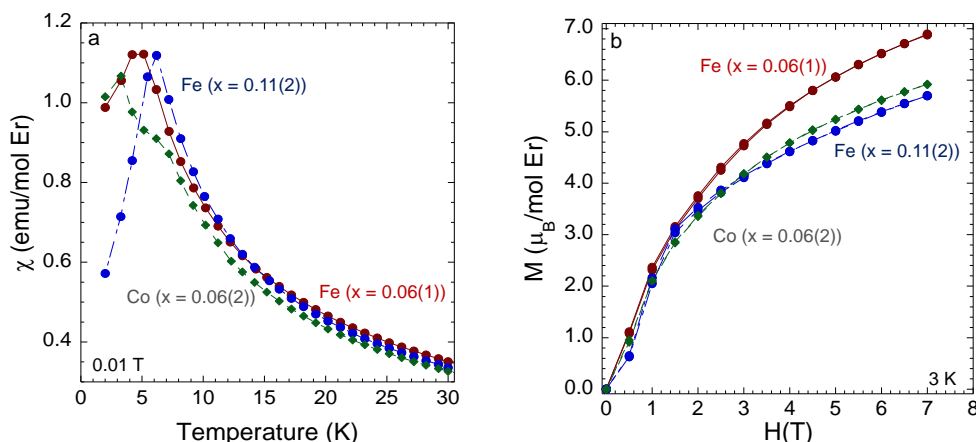 a
1.2
1.0
0.8
0.6
0.4
χ (emu/mol Er)
Fe (x = 0.11(2))
Co (x = 0.06(2))
Fe (x = 0.06(1))
0.01 T
0 5 10 15 20 25 30
Temperature (K)
b
7.0
6.0
5.0
4.0
3.0
2.0
1.0
0.0
M (μB/mol Er)
Fe (x = 0.06(1))
Fe (x = 0.11(2))
Co (x = 0.06(2))
3 K
0 1 2 3 4 5 6 7 8
H(T)